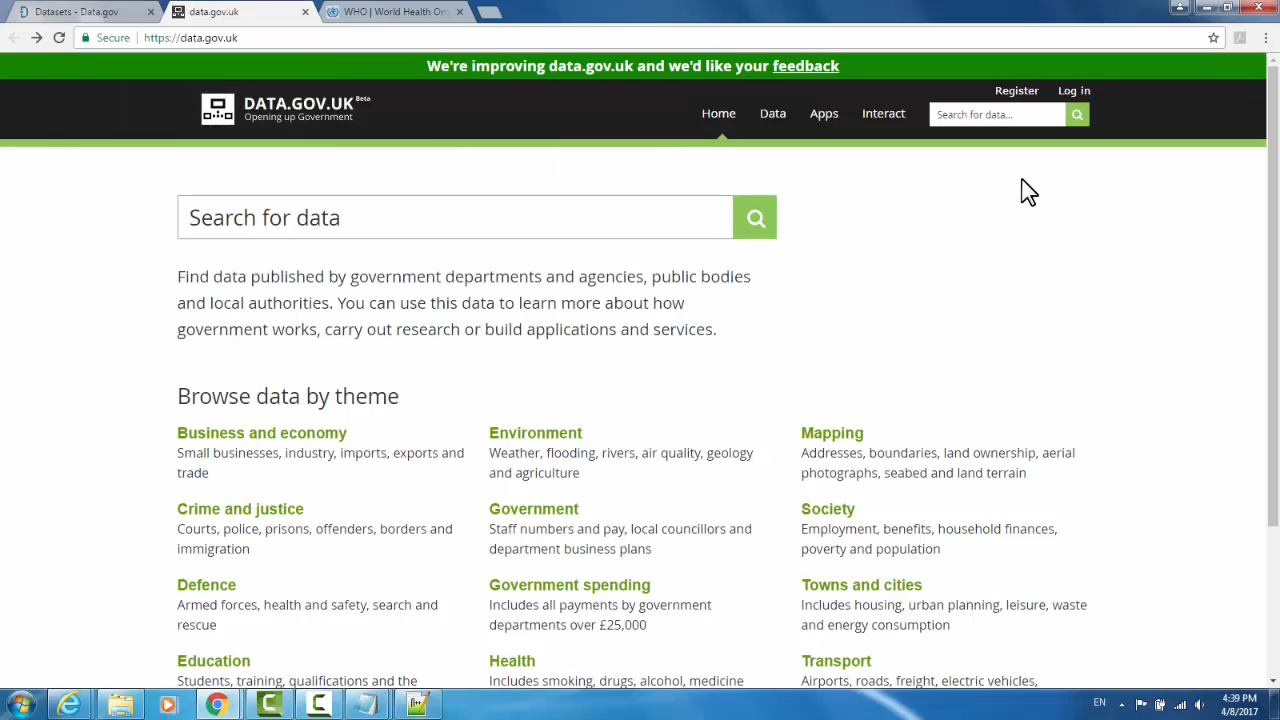 Datasets - Data.gov
data.gov.uk
WHO | World Health Or
Secure
https://data.gov.uk
We're improving data.gov.uk and we'd like your feedback
Register
Log in
DATA.GOV.UK Beta
Opening up Government
Home
Data
Apps
Interact
Search for data...
Search for data
Find data published by government departments and agencies, public bodies
and local authorities. You can use this data to learn more about how
government works, carry out research or build applications and services.
Browse data by theme
Business and economy
Small businesses, industry, imports, exports and
trade
Environment
Weather, flooding, rivers, air quality, geology
and agriculture
Mapping
Addresses, boundaries, land ownership, aerial
photographs, seabed and land terrain
Crime and justice
Courts, police, prisons, offenders, borders and
immigration
Government
Staff numbers and pay, local councillors and
department business plans
Society
Employment, benefits, household finances,
poverty and population
Defence
Armed forces, health and safety, search and
rescue
Government spending
Includes all payments by government
departments over £25,000
Towns and cities
Includes housing, urban planning, leisure, waste
and energy consumption
Education
Students, training, qualifications and the
Health
Includes smoking, drugs, alcohol, medicine
Transport
Airports, roads, freight, electric vehicles,
EN
4:39 PM
4/8/2017